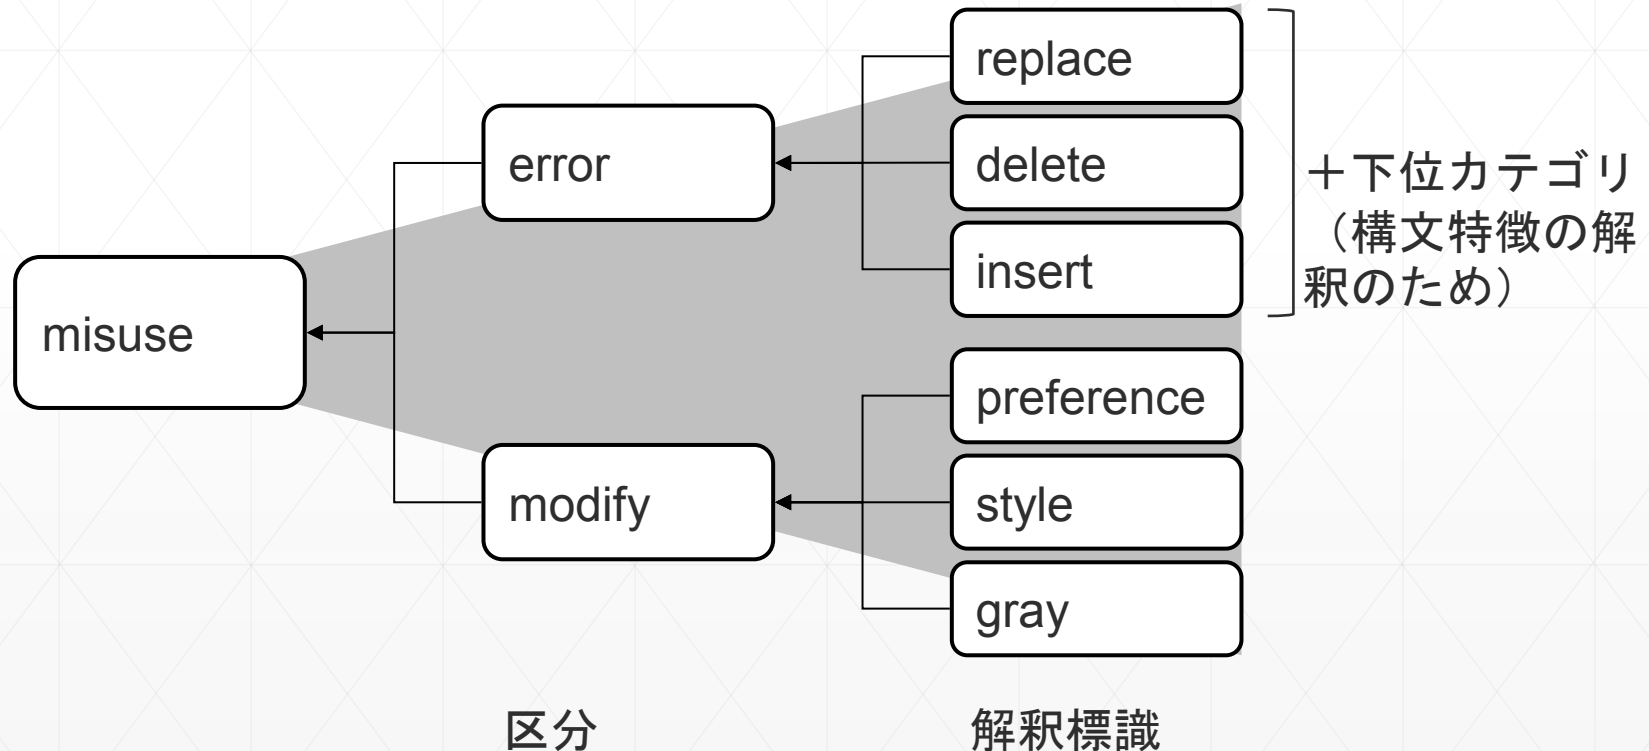 misuse
error
modify
replace
delete
insert
preference
style
gray
＋下位カテゴリ
（構文特徴の解
釈のため）
区分
解釈標識